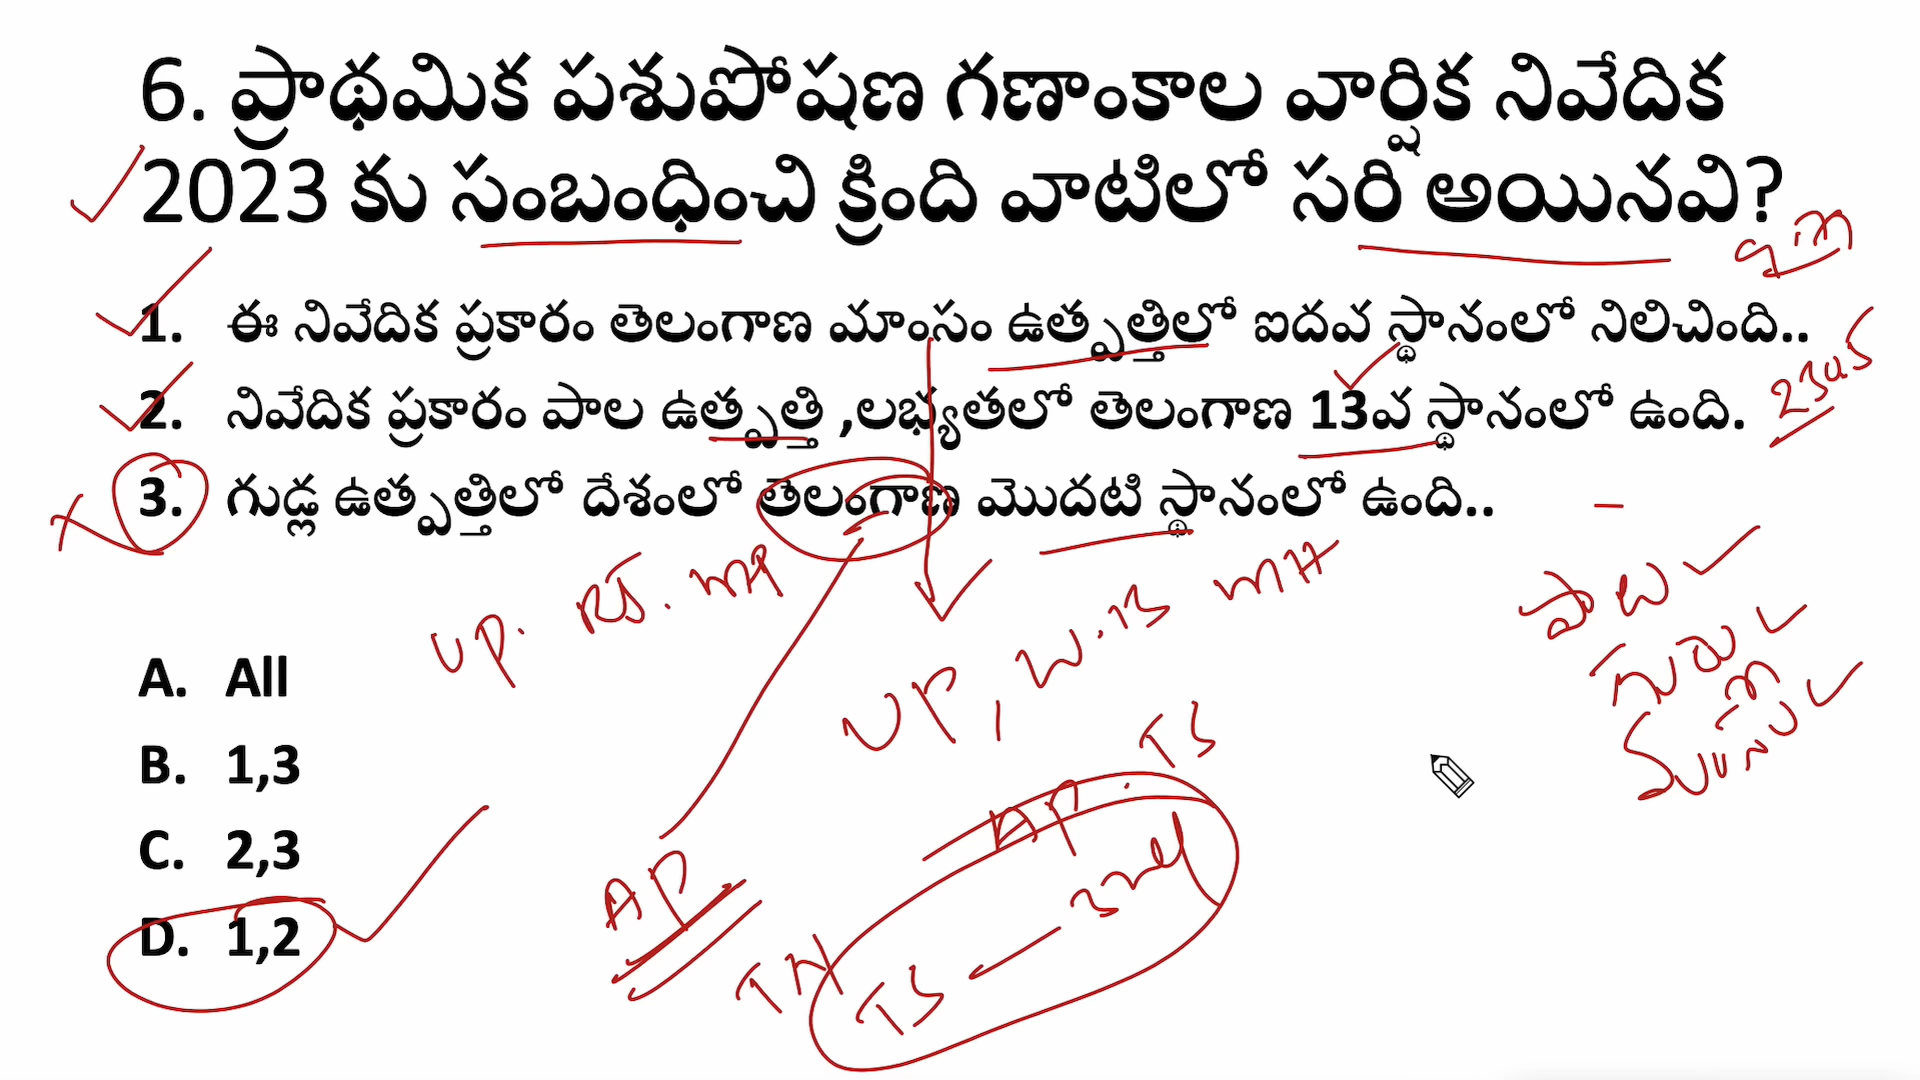 6. ప్రాథమిక పశుపోషణ గణాంకాల వార్షిక నివేదిక
2023 కు సంబంధించి క్రింది వాటిలో సరి అయినవి?
1. ఈ నివేదిక ప్రకారం తెలంగాణ మాంసం ఉత్పత్తిలో ఐదవ స్థానంలో నిలిచింది..
2. నివేదిక ప్రకారం పాల ఉత్పత్తి ,లభ్యతలో తెలంగాణ 13వ స్థానంలో ఉంది.
2345
3. గుడ్ల ఉత్పత్తిలో దేశంలో తెలంగాణ మొదటి స్థానంలో ఉంది..
UP. RJ. MP
UP, W.B MH
AP. TS
పాల
A. All
B. 1,3
C. 2,3
D. 1,2
AP
TN
TS — 3rd